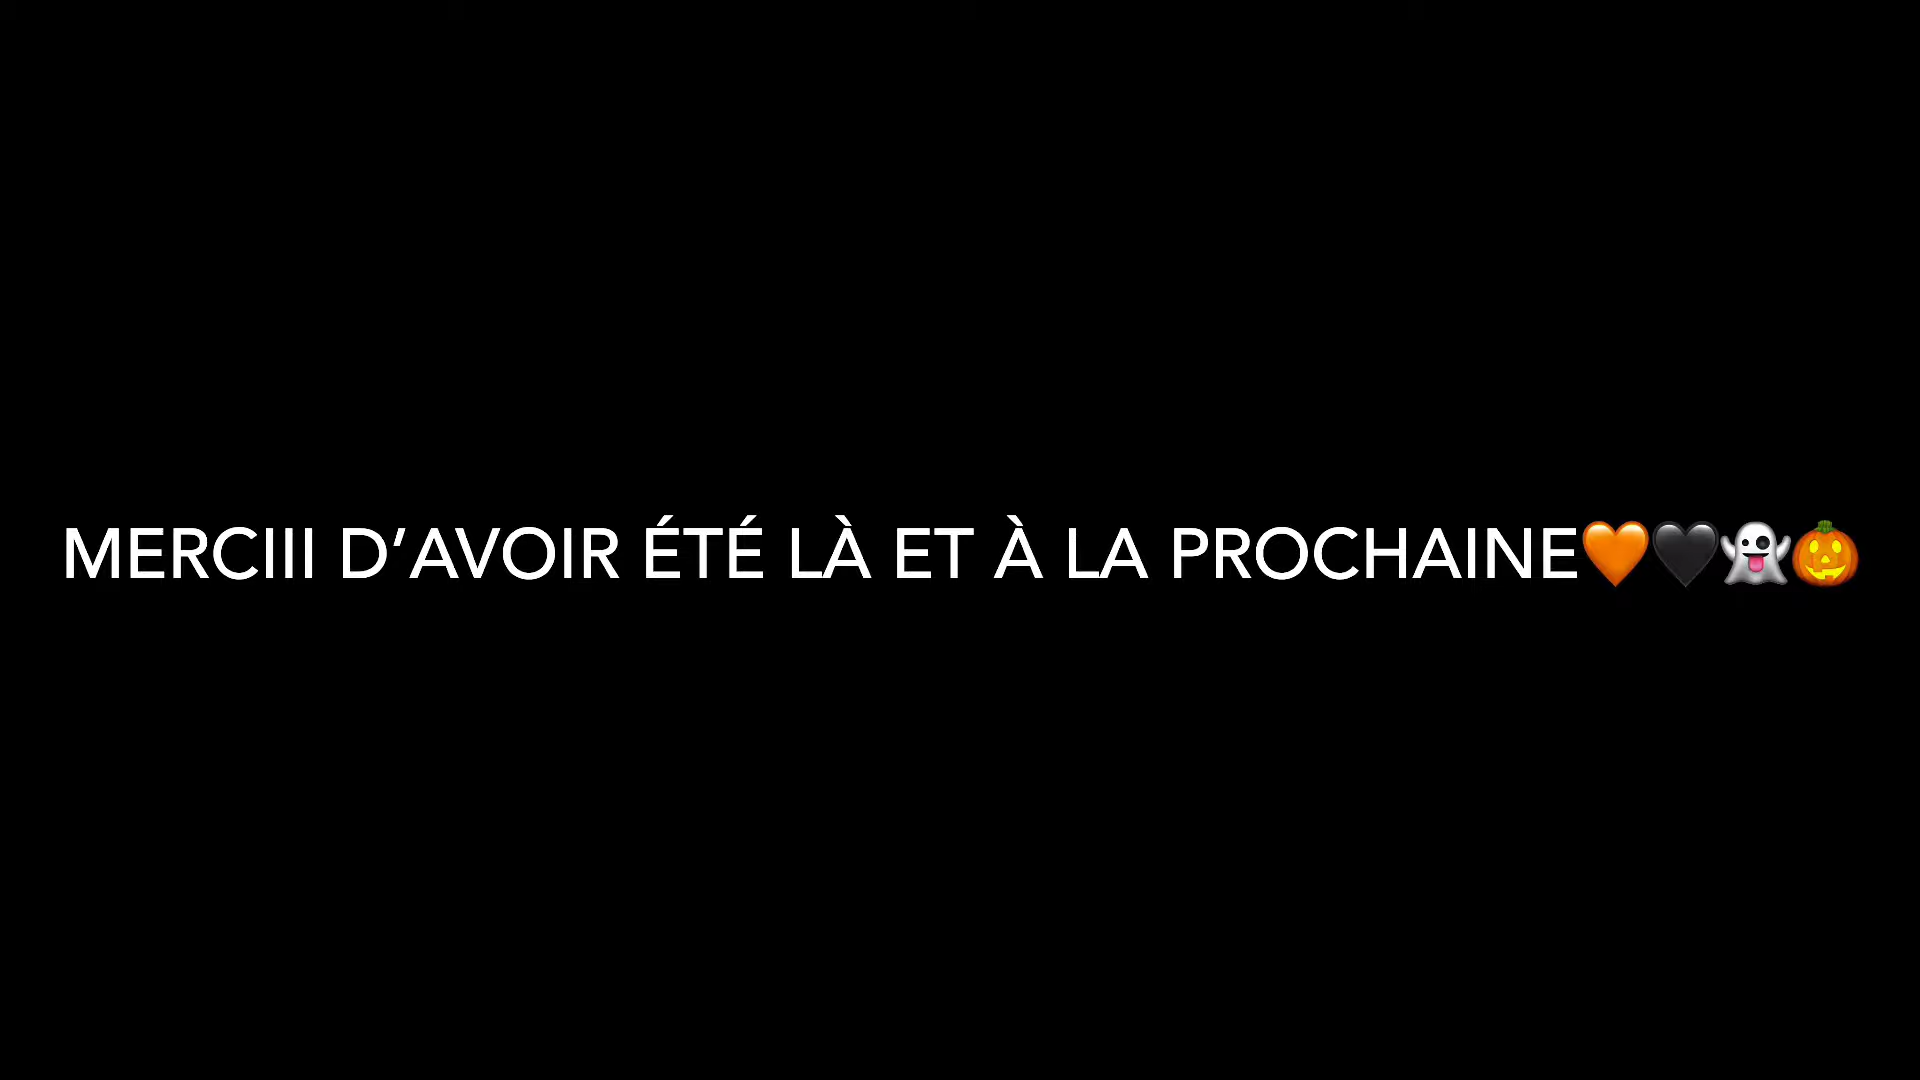 MERCIII D’AVOIR ÉTÉ LÀ ET À LA PROCHAINE🧡🖤👻🎃